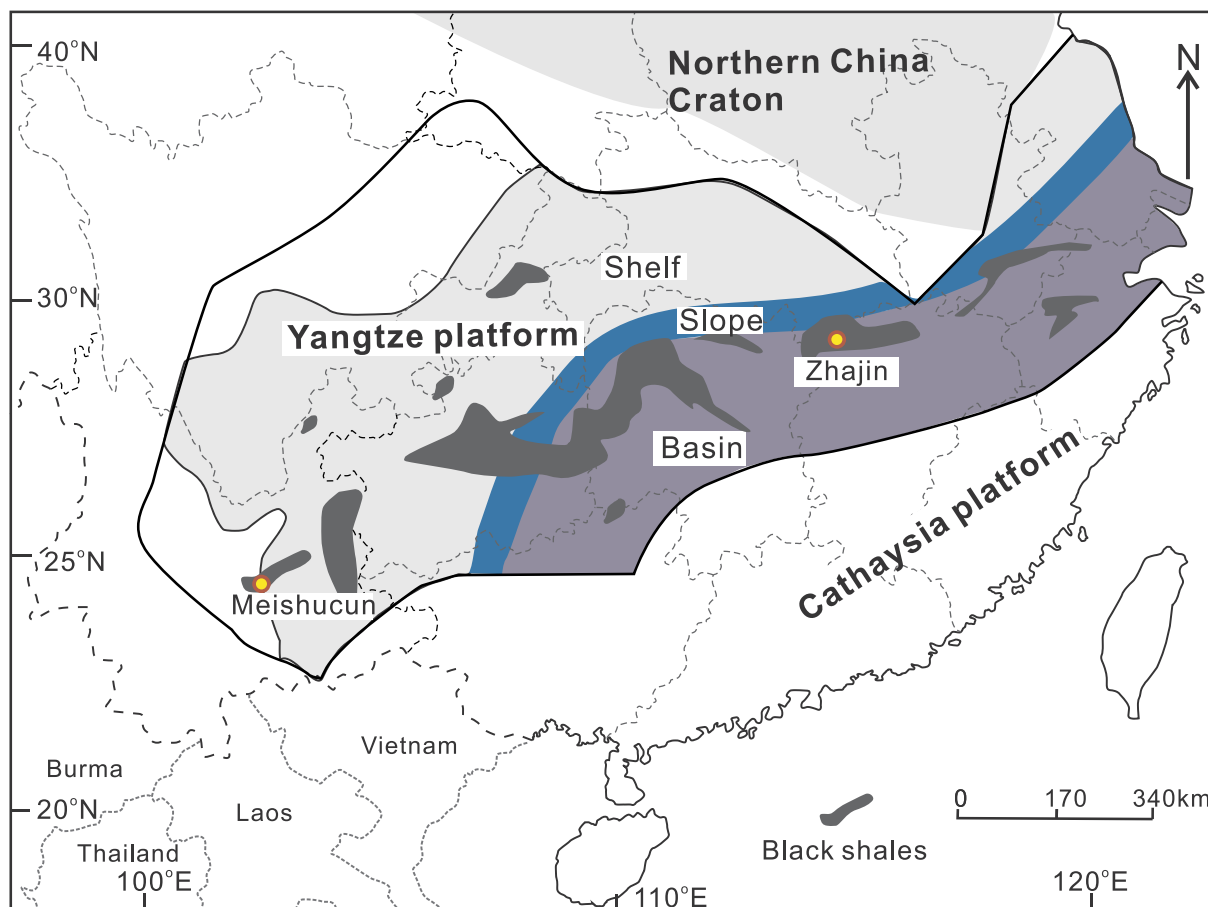 40°N
Northern China
Craton
N
Shelf
30°N
Slope
Yangtze platform
Zhajin
Basin
25°N
Cathaysia platform
Meishucun
Vietnam
Burma
20°N
Laos
0 170 340km
Black shales
Thailand
100°E
110°E
120°E